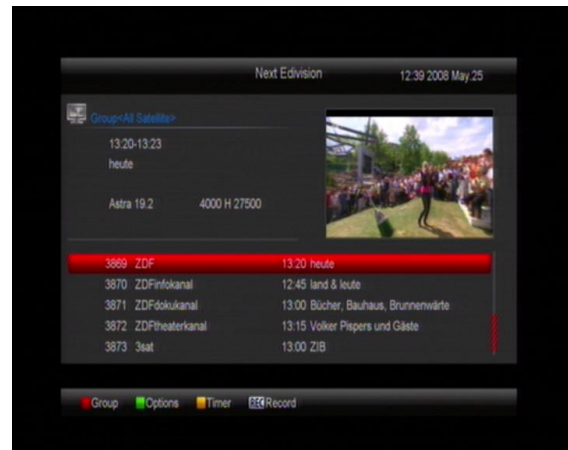 Next Edivision 12:39 2008 May.25
Group<All Satellite>
13:20-13:23
heute
Astra 19.2 4000 H 27500
3869 ZDF 13:20 heute
3870 ZDFinfokanal 12:45 land & leute
3871 ZDFdokukanal 13:00 Bücher, Bauhaus, Brunnenwärte
3872 ZDFtheaterkanal 13:15 Volker Pispers und Gäste
3873 3sat 13:00 ZIB
Group Options Timer REC Record